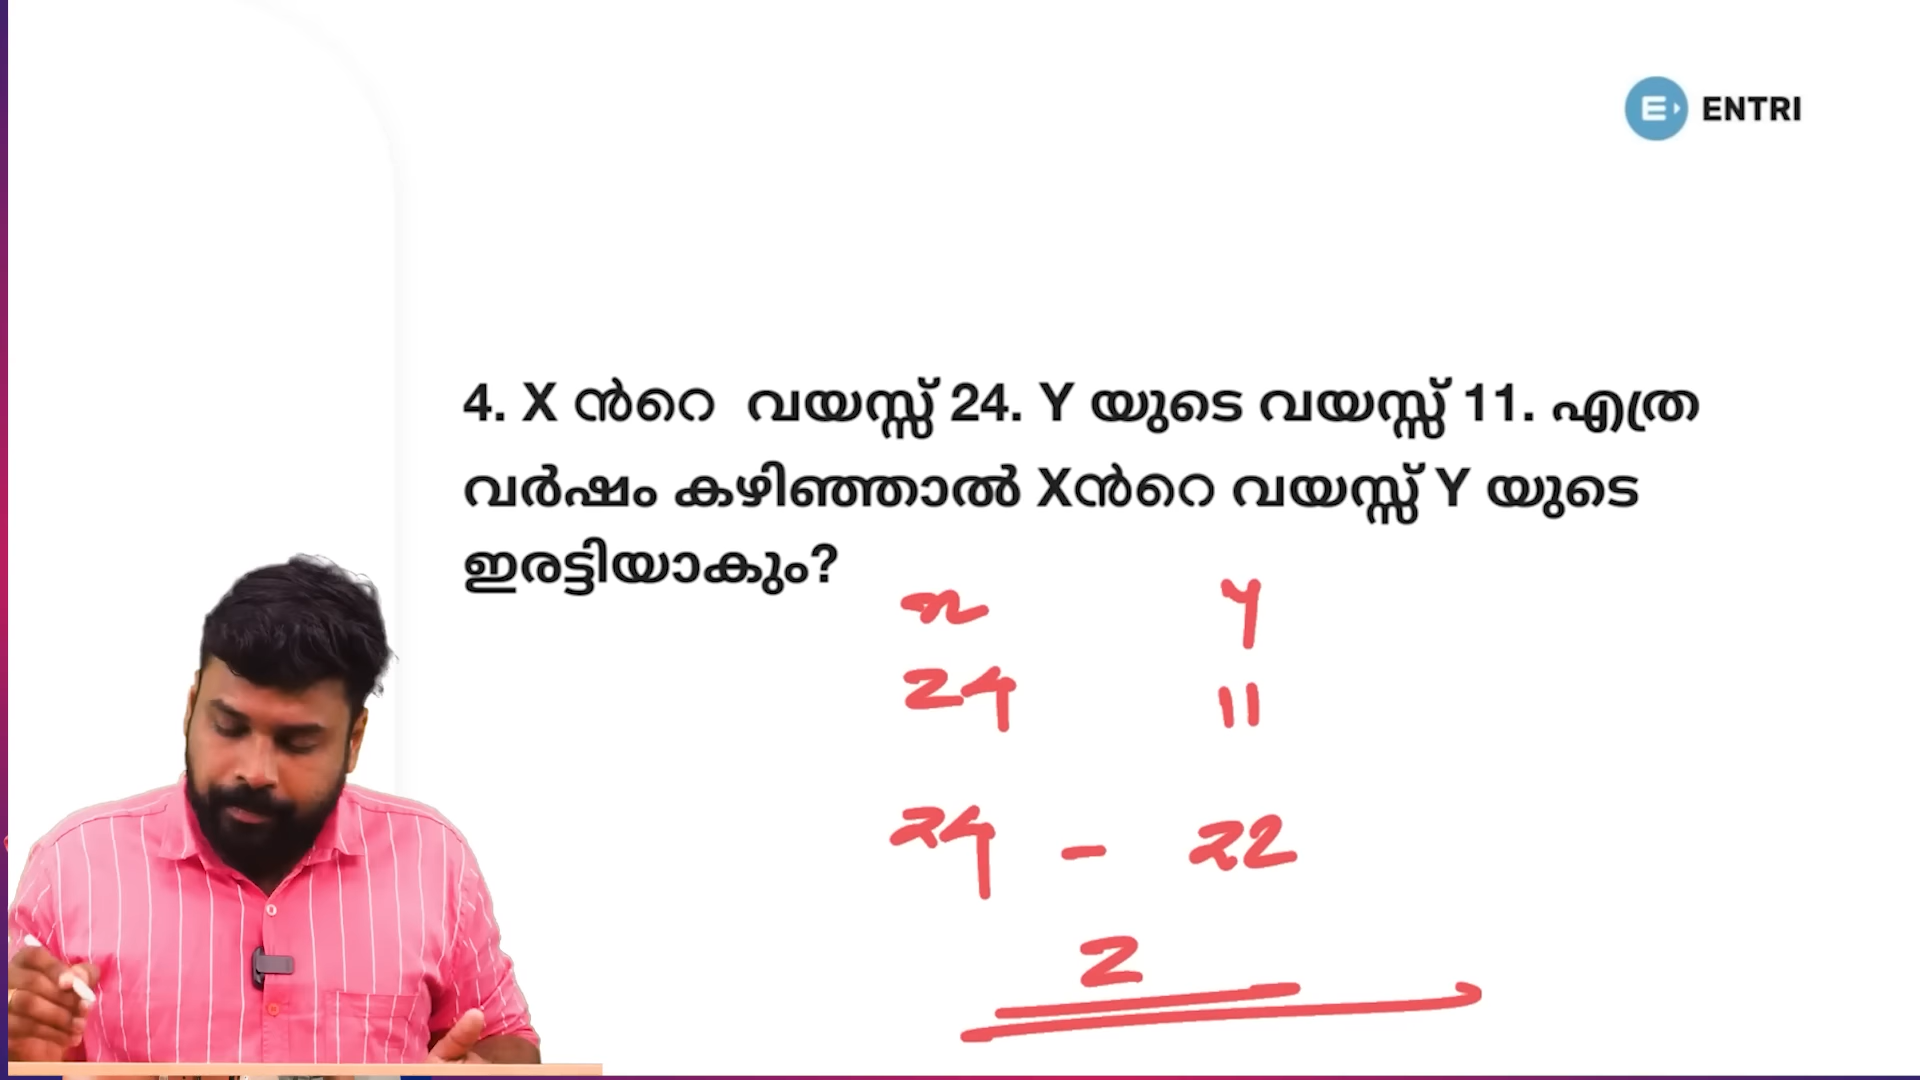 ENTRI
4. X ൻറെ വയസ്സ് 24. Y യുടെ വയസ്സ് 11. എത്ര
വർഷം കഴിഞ്ഞാൽ Xൻറെ വയസ്സ് Y യുടെ
ഇരട്ടിയാകും?
x y
24 11
24 - 22
2